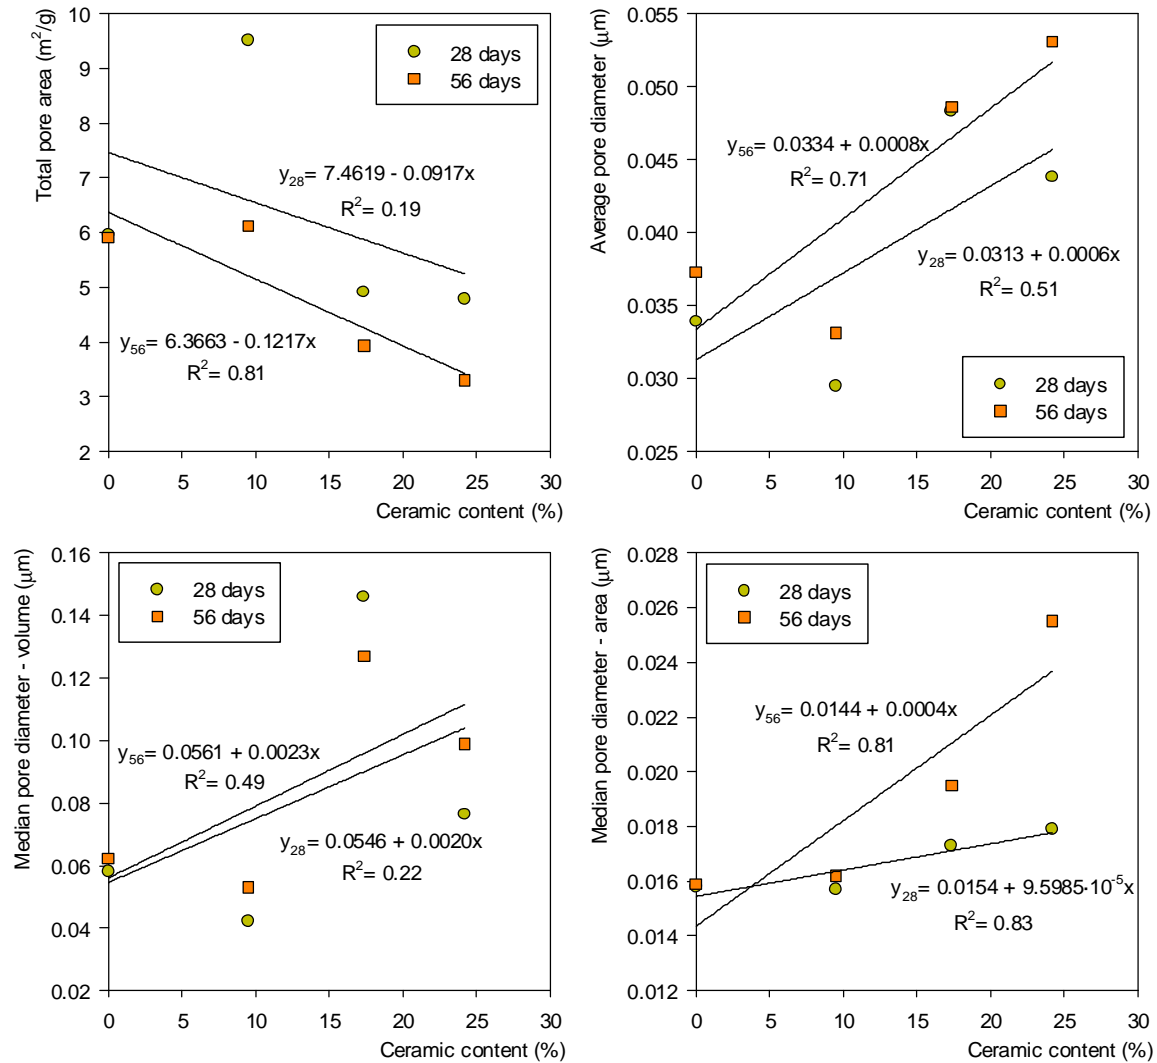 Total pore area (m²/g)
10
9
8
7
6
5
4
3
2
28 days
56 days
y₂₈= 7.4619 - 0.0917x
R²= 0.19
y₅₆= 6.3663 - 0.1217x
R²= 0.81
0 5 10 15 20 25 30
Ceramic content (%)
Average pore diameter (μm)
0.055
0.050
0.045
0.040
0.035
0.030
0.025
y₅₆= 0.0334 + 0.0008x
R²= 0.71
y₂₈= 0.0313 + 0.0006x
R²= 0.51
28 days
56 days
0 5 10 15 20 25 30
Ceramic content (%)
Median pore diameter - volume (μm)
0.16
0.14
0.12
0.10
0.08
0.06
0.04
0.02
28 days
56 days
y₅₆= 0.0561 + 0.0023x
R²= 0.49
y₂₈= 0.0546 + 0.0020x
R²= 0.22
0 5 10 15 20 25 30
Ceramic content (%)
Median pore diameter - area (μm)
0.028
0.026
0.024
0.022
0.020
0.018
0.016
0.014
0.012
28 days
56 days
y₅₆= 0.0144 + 0.0004x
R²= 0.81
y₂₈= 0.0154 + 9.5985·10⁻⁵x
R²= 0.83
0 5 10 15 20 25 30
Ceramic content (%)